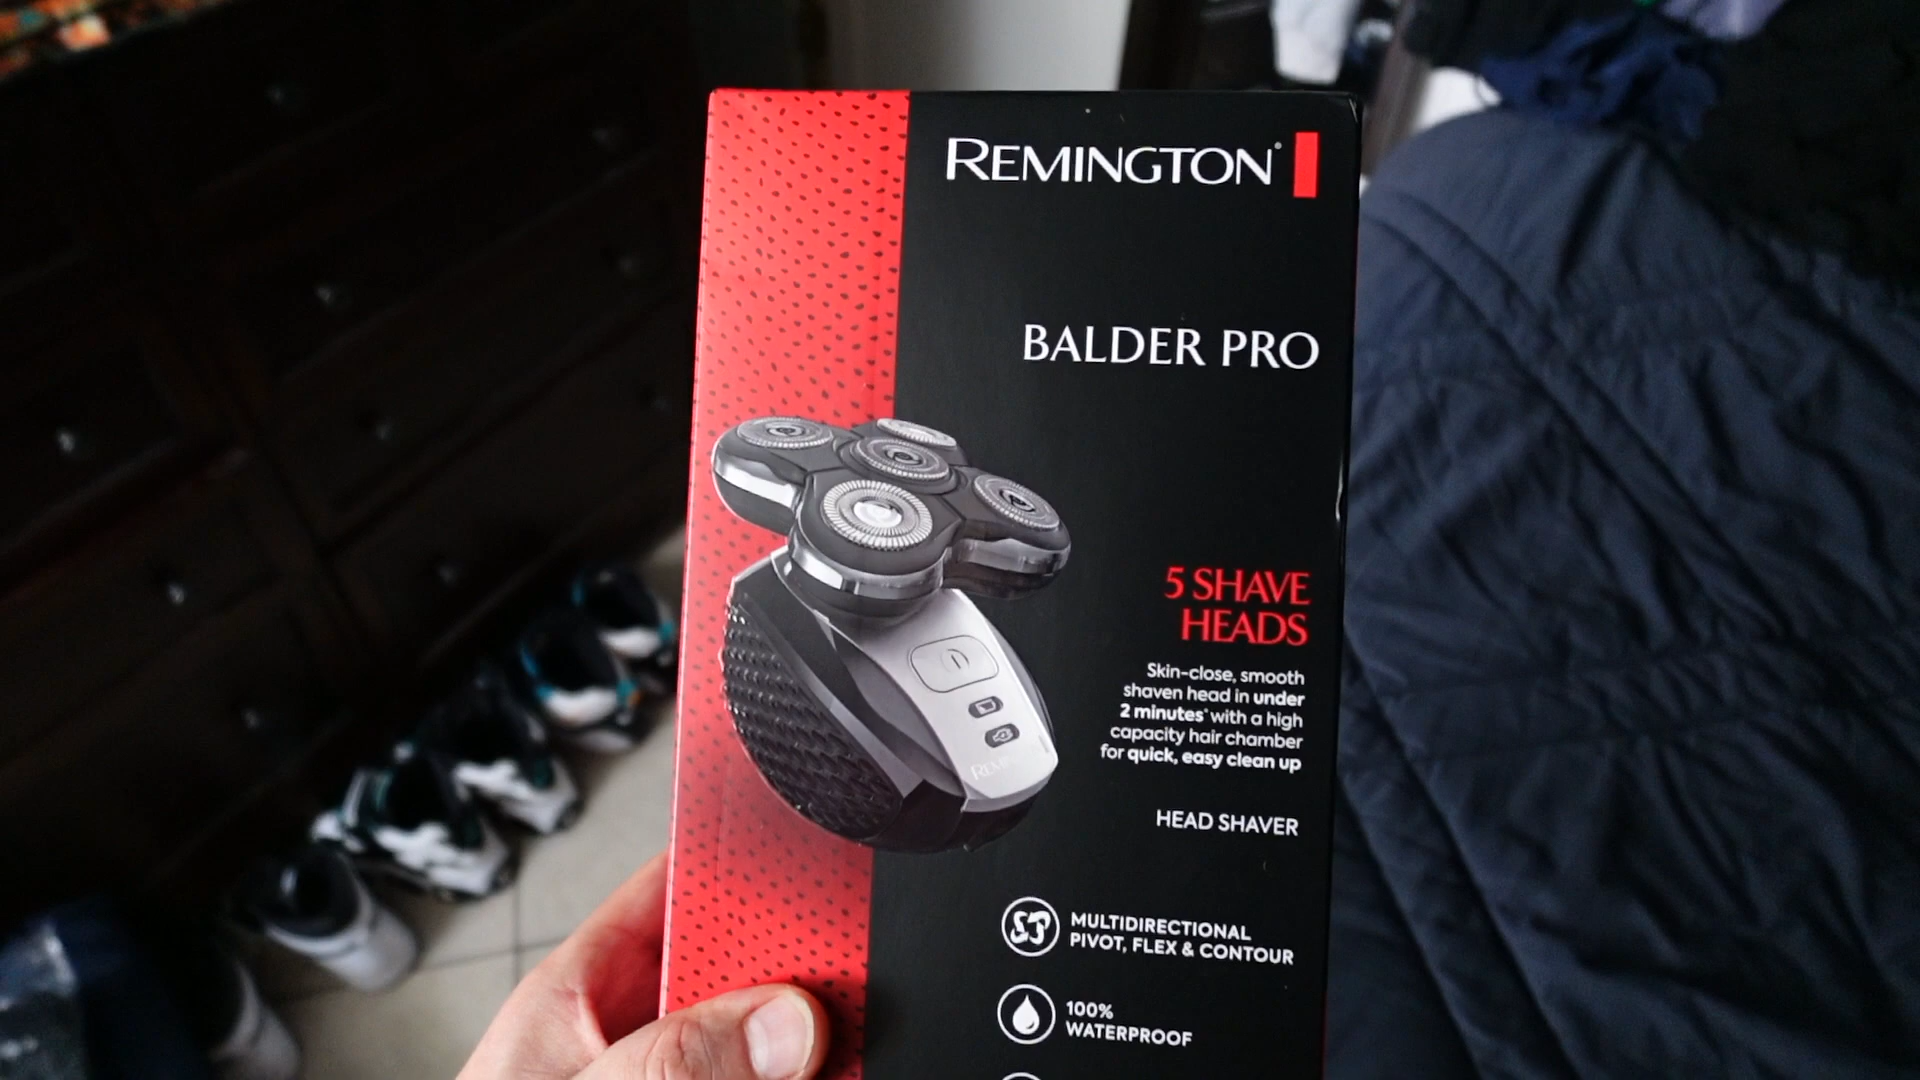 REMINGTON®
BALDER PRO
5 SHAVE
HEADS
Skin-close, smooth
shaven head in under
2 minutes* with a high
capacity hair chamber
for quick, easy clean up
HEAD SHAVER
MULTIDIRECTIONAL
PIVOT, FLEX & CONTOUR
100%
WATERPROOF